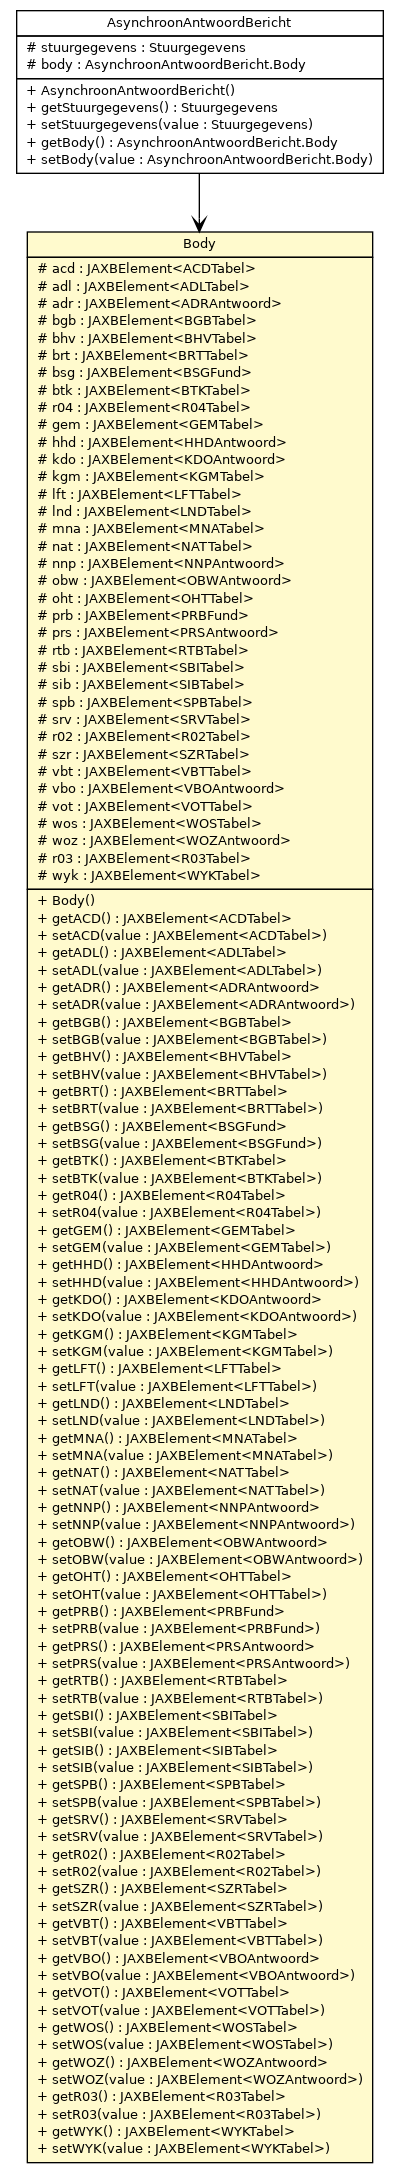 AsynchroonAntwoordBericht
# stuurgegevens : Stuurgegevens
# body : AsynchroonAntwoordBericht.Body
+ AsynchroonAntwoordBericht()
+ getStuurgegevens() : Stuurgegevens
+ setStuurgegevens(value : Stuurgegevens)
+ getBody() : AsynchroonAntwoordBericht.Body
+ setBody(value : AsynchroonAntwoordBericht.Body)
Body
# acd : JAXBElement<ACDTabel>
# adl : JAXBElement<ADLTabel>
# adr : JAXBElement<ADRAntwoord>
# bgb : JAXBElement<BGBTabel>
# bhv : JAXBElement<BHVTabel>
# brt : JAXBElement<BRTTabel>
# bsg : JAXBElement<BSGFund>
# btk : JAXBElement<BTKTabel>
# r04 : JAXBElement<R04Tabel>
# gem : JAXBElement<GEMTabel>
# hhd : JAXBElement<HHDAntwoord>
# kdo : JAXBElement<KDOAntwoord>
# kgm : JAXBElement<KGMTabel>
# lft : JAXBElement<LFTTabel>
# lnd : JAXBElement<LNDTabel>
# mna : JAXBElement<MNATabel>
# nat : JAXBElement<NATTabel>
# nnp : JAXBElement<NNPAntwoord>
# obw : JAXBElement<OBWAntwoord>
# oht : JAXBElement<OHTTabel>
# prb : JAXBElement<PRBFund>
# prs : JAXBElement<PRSAntwoord>
# rtb : JAXBElement<RTBTabel>
# sbi : JAXBElement<SBITabel>
# sib : JAXBElement<SIBTabel>
# spb : JAXBElement<SPBTabel>
# srv : JAXBElement<SRVTabel>
# r02 : JAXBElement<R02Tabel>
# szr : JAXBElement<SZRTabel>
# vbt : JAXBElement<VBTTabel>
# vbo : JAXBElement<VBOAntwoord>
# vot : JAXBElement<VOTTabel>
# wos : JAXBElement<WOSTabel>
# woz : JAXBElement<WOZAntwoord>
# r03 : JAXBElement<R03Tabel>
# wyk : JAXBElement<WYKTabel>
+ Body()
+ getACD() : JAXBElement<ACDTabel>
+ setACD(value : JAXBElement<ACDTabel>)
+ getADL() : JAXBElement<ADLTabel>
+ setADL(value : JAXBElement<ADLTabel>)
+ getADR() : JAXBElement<ADRAntwoord>
+ setADR(value : JAXBElement<ADRAntwoord>)
+ getBGB() : JAXBElement<BGBTabel>
+ setBGB(value : JAXBElement<BGBTabel>)
+ getBHV() : JAXBElement<BHVTabel>
+ setBHV(value : JAXBElement<BHVTabel>)
+ getBRT() : JAXBElement<BRTTabel>
+ setBRT(value : JAXBElement<BRTTabel>)
+ getBSG() : JAXBElement<BSGFund>
+ setBSG(value : JAXBElement<BSGFund>)
+ getBTK() : JAXBElement<BTKTabel>
+ setBTK(value : JAXBElement<BTKTabel>)
+ getR04() : JAXBElement<R04Tabel>
+ setR04(value : JAXBElement<R04Tabel>)
+ getGEM() : JAXBElement<GEMTabel>
+ setGEM(value : JAXBElement<GEMTabel>)
+ getHHD() : JAXBElement<HHDAntwoord>
+ setHHD(value : JAXBElement<HHDAntwoord>)
+ getKDO() : JAXBElement<KDOAntwoord>
+ setKDO(value : JAXBElement<KDOAntwoord>)
+ getKGM() : JAXBElement<KGMTabel>
+ setKGM(value : JAXBElement<KGMTabel>)
+ getLFT() : JAXBElement<LFTTabel>
+ setLFT(value : JAXBElement<LFTTabel>)
+ getLND() : JAXBElement<LNDTabel>
+ setLND(value : JAXBElement<LNDTabel>)
+ getMNA() : JAXBElement<MNATabel>
+ setMNA(value : JAXBElement<MNATabel>)
+ getNAT() : JAXBElement<NATTabel>
+ setNAT(value : JAXBElement<NATTabel>)
+ getNNP() : JAXBElement<NNPAntwoord>
+ setNNP(value : JAXBElement<NNPAntwoord>)
+ getOBW() : JAXBElement<OBWAntwoord>
+ setOBW(value : JAXBElement<OBWAntwoord>)
+ getOHT() : JAXBElement<OHTTabel>
+ setOHT(value : JAXBElement<OHTTabel>)
+ getPRB() : JAXBElement<PRBFund>
+ setPRB(value : JAXBElement<PRBFund>)
+ getPRS() : JAXBElement<PRSAntwoord>
+ setPRS(value : JAXBElement<PRSAntwoord>)
+ getRTB() : JAXBElement<RTBTabel>
+ setRTB(value : JAXBElement<RTBTabel>)
+ getSBI() : JAXBElement<SBITabel>
+ setSBI(value : JAXBElement<SBITabel>)
+ getSIB() : JAXBElement<SIBTabel>
+ setSIB(value : JAXBElement<SIBTabel>)
+ getSPB() : JAXBElement<SPBTabel>
+ setSPB(value : JAXBElement<SPBTabel>)
+ getSRV() : JAXBElement<SRVTabel>
+ setSRV(value : JAXBElement<SRVTabel>)
+ getR02() : JAXBElement<R02Tabel>
+ setR02(value : JAXBElement<R02Tabel>)
+ getSZR() : JAXBElement<SZRTabel>
+ setSZR(value : JAXBElement<SZRTabel>)
+ getVBT() : JAXBElement<VBTTabel>
+ setVBT(value : JAXBElement<VBTTabel>)
+ getVBO() : JAXBElement<VBOAntwoord>
+ setVBO(value : JAXBElement<VBOAntwoord>)
+ getVOT() : JAXBElement<VOTTabel>
+ setVOT(value : JAXBElement<VOTTabel>)
+ getWOS() : JAXBElement<WOSTabel>
+ setWOS(value : JAXBElement<WOSTabel>)
+ getWOZ() : JAXBElement<WOZAntwoord>
+ setWOZ(value : JAXBElement<WOZAntwoord>)
+ getR03() : JAXBElement<R03Tabel>
+ setR03(value : JAXBElement<R03Tabel>)
+ getWYK() : JAXBElement<WYKTabel>
+ setWYK(value : JAXBElement<WYKTabel>)